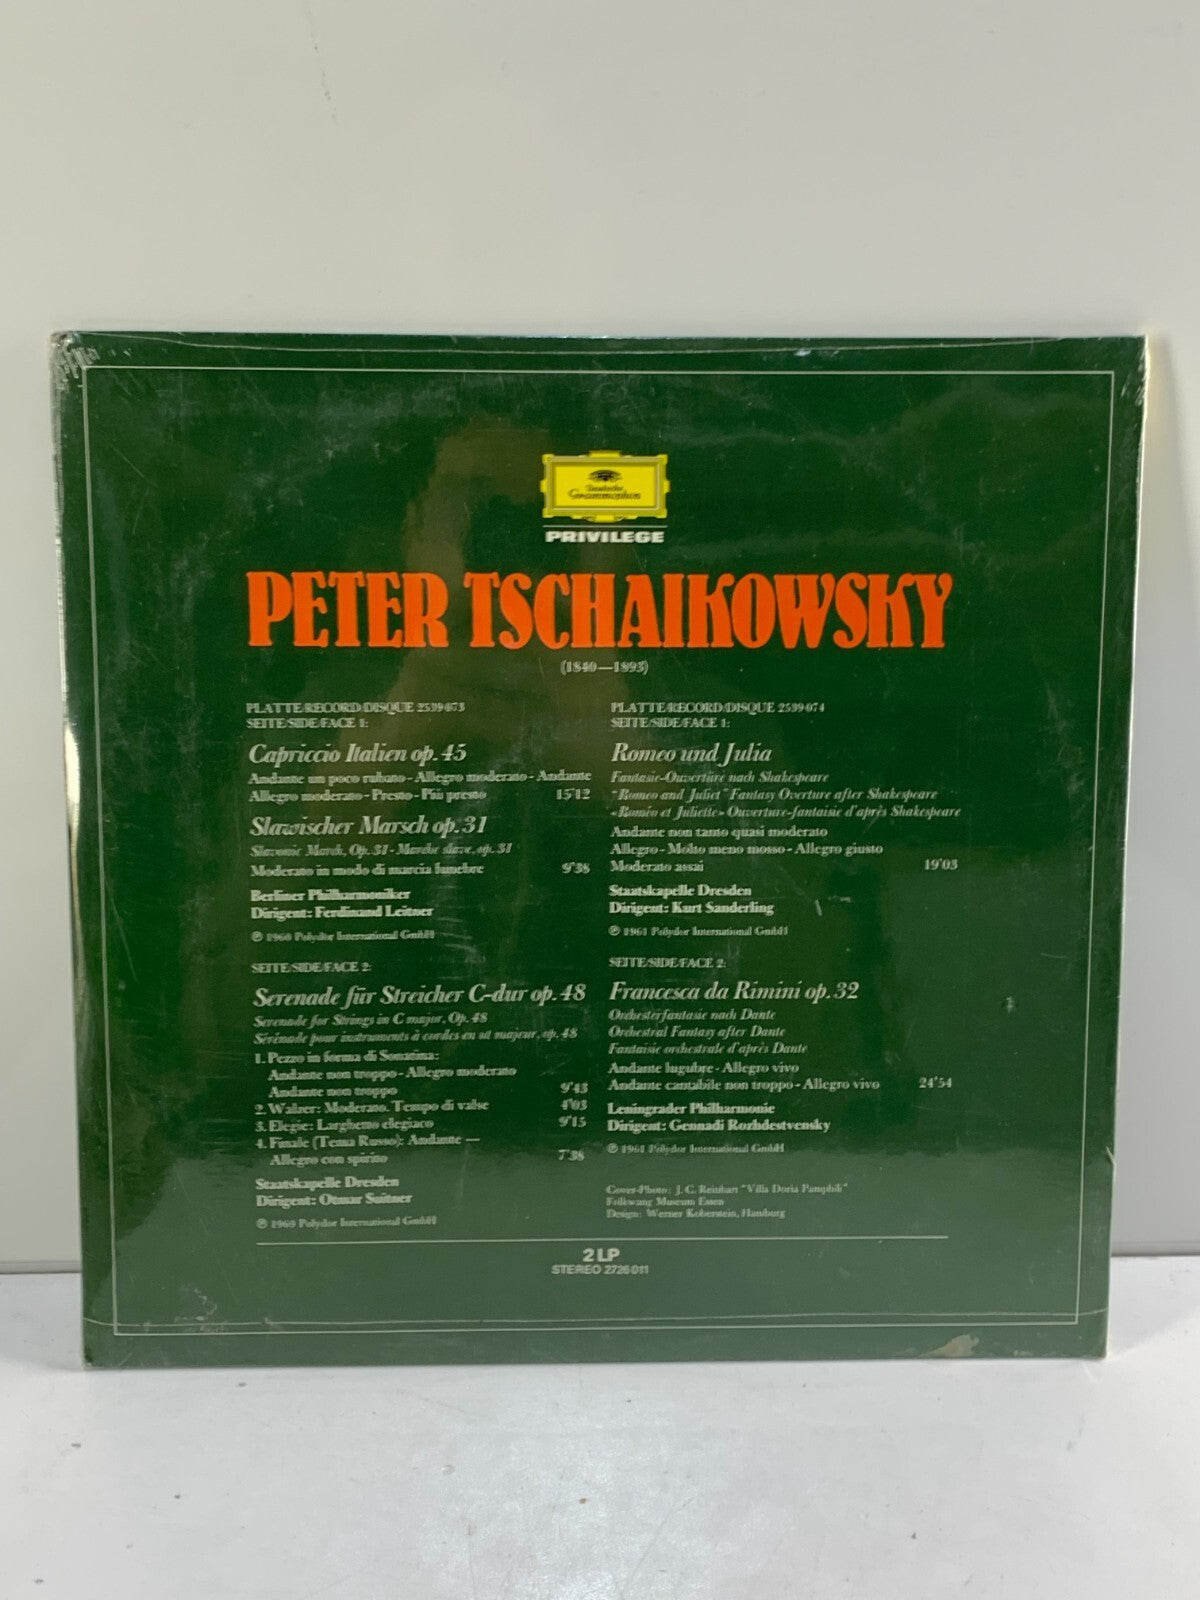 Deutsche
Grammophon
PRIVILEGE
PETER TSCHAIKOWSKY
(1840—1893)
PLATTE/RECORD/DISQUE 2539 073
SEITE/SIDE/FACE 1:
Capriccio Italien op. 45
Andante un poco rubato - Allegro moderato - Andante
Allegro moderato - Presto - Più presto 15'12
Slawischer Marsch op. 31
Slavonic March, Op. 31 - Marche slave, op. 31
Moderato in modo di marcia funebre 9'38
Berliner Philharmoniker
Dirigent: Ferdinand Leitner
℗ 1960 Polydor International GmbH
SEITE/SIDE/FACE 2:
Serenade für Streicher C-dur op. 48
Serenade for Strings in C major, Op. 48
Sérénade pour instruments à cordes en ut majeur, op. 48
1. Pezzo in forma di Sonatina:
Andante non troppo - Allegro moderato
Andante non troppo 9'43
2. Walzer: Moderato. Tempo di valse 4'03
3. Elegie: Larghetto elegiaco 9'15
4. Finale (Tema Russo): Andante —
Allegro con spirito 7'38
Staatskapelle Dresden
Dirigent: Otmar Suitner
℗ 1960 Polydor International GmbH
PLATTE/RECORD/DISQUE 2539 074
SEITE/SIDE/FACE 1:
Romeo und Julia
Fantasie-Ouvertüre nach Shakespeare
"Romeo and Juliet" Fantasy Overture after Shakespeare
«Roméo et Juliette» Ouverture-fantaisie d'après Shakespeare
Andante non tanto quasi moderato
Allegro - Molto meno mosso - Allegro giusto
Moderato assai 19'03
Staatskapelle Dresden
Dirigent: Kurt Sanderling
℗ 1961 Polydor International GmbH
SEITE/SIDE/FACE 2:
Francesca da Rimini op. 32
Orchesterfantasie nach Dante
Orchestral Fantasy after Dante
Fantaisie orchestrale d'après Dante
Andante lugubre - Allegro vivo
Andante cantabile non troppo - Allegro vivo 24'54
Leningrader Philharmonie
Dirigent: Gennadi Rozhdestvensky
℗ 1961 Polydor International GmbH
Cover-Photo: J. C. Reinhart "Villa Doria Pamphili"
Folkwang Museum Essen
Design: Werner Koberstein, Hamburg
2 LP
STEREO 2726 011